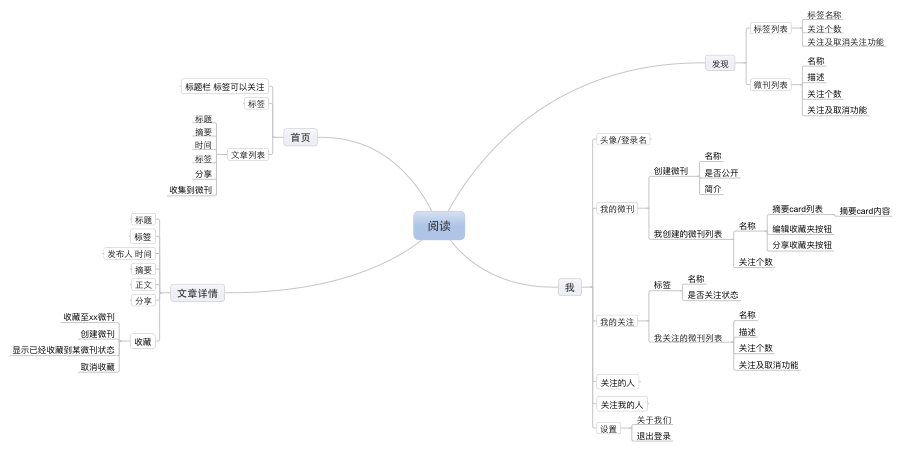 阅读
首页
标题栏 标签可以关注
标签
文章列表
标题
摘要
时间
标签
分享
收集到微刊
文章详情
标题
标签
发布人 时间
摘要
正文
分享
收藏
收藏至xx微刊
创建微刊
显示已经收藏到某微刊状态
取消收藏
发现
标签列表
标签名称
关注个数
关注及取消关注功能
微刊列表
名称
描述
关注个数
关注及取消功能
我
头像/登录名
我的微刊
创建微刊
名称
是否公开
简介
我创建的微刊列表
名称
摘要card列表
摘要card内容
编辑收藏夹按钮
分享收藏夹按钮
关注个数
我的关注
标签
名称
是否关注状态
我关注的微刊列表
名称
描述
关注个数
关注及取消功能
关注的人
关注我的人
设置
关于我们
退出登录